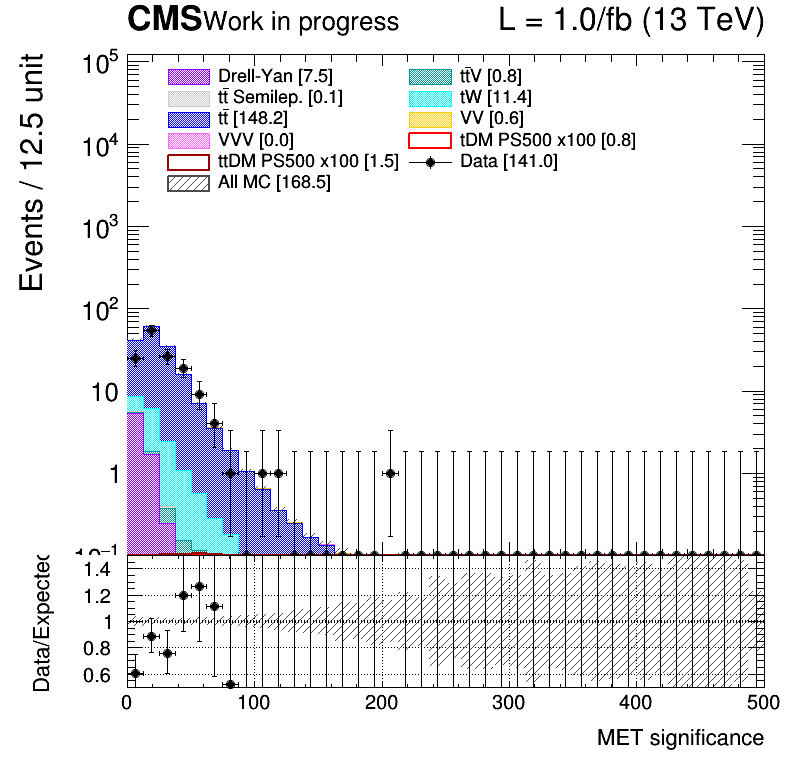 CMS Work in progress L = 1.0/fb (13 TeV)
Events / 12.5 unit
10⁵
10⁴
10³
10²
10
1
10⁻¹
Drell-Yan [7.5]
tt̄V [0.8]
tt̄ Semilep. [0.1]
tW [11.4]
tt̄ [148.2]
VV [0.6]
VVV [0.0]
tDM PS500 x100 [0.8]
ttDM PS500 x100 [1.5]
Data [141.0]
All MC [168.5]
Data/Expected
1.4
1.2
1
0.8
0.6
0 100 200 300 400 500
MET significance